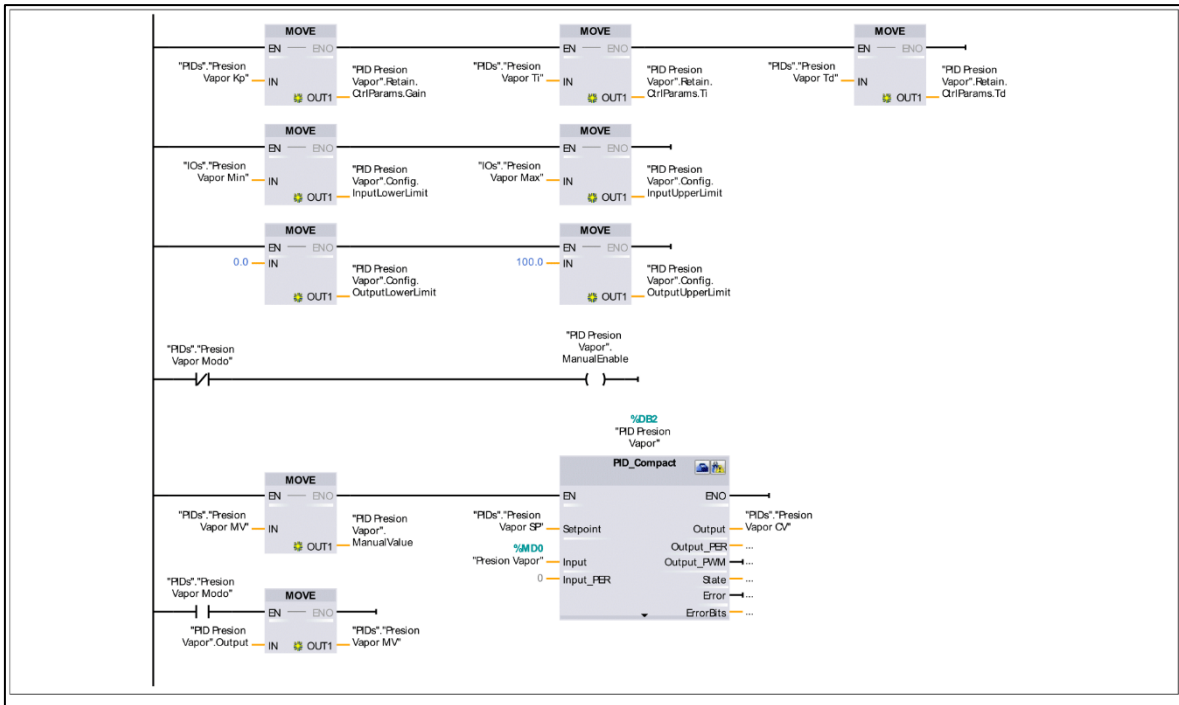 MOVE MOVE MOVE
EN ENO EN ENO EN ENO
"PIDs"."Presion
Vapor Kp" IN
"PID Presion
Vapor".Retain.
OUT1 CtrlParams.Gain
"PIDs"."Presion
Vapor Ti" IN
"PID Presion
Vapor".Retain.
OUT1 CtrlParams.Ti
"PIDs"."Presion
Vapor Td" IN
"PID Presion
Vapor".Retain.
OUT1 CtrlParams.Td
MOVE MOVE
EN ENO EN ENO
"IOs"."Presion
Vapor Min" IN
"PID Presion
Vapor".Config.
OUT1 InputLowerLimit
"IOs"."Presion
Vapor Max" IN
"PID Presion
Vapor".Config.
OUT1 InputUpperLimit
MOVE MOVE
EN ENO EN ENO
0.0 IN
"PID Presion
Vapor".Config.
OUT1 OutputLowerLimit
100.0 IN
"PID Presion
Vapor".Config.
OUT1 OutputUpperLimit
"PIDs"."Presion
Vapor Modo"
"PID Presion
Vapor".
ManualEnable
%DB2
"PID Presion
Vapor"
PID_Compact
MOVE
EN ENO
"PIDs"."Presion
Vapor MV" IN
"PID Presion
Vapor".
OUT1 ManualValue
EN ENO
"PIDs"."Presion
Vapor SP" Setpoint
%MD0
"Presion Vapor" Input
0 Input_PER
"PIDs"."Presion
Output Vapor CV"
Output_PER ...
Output_PWM ...
State ...
Error ...
ErrorBits ...
"PIDs"."Presion
Vapor Modo"
MOVE
EN ENO
"PID Presion
Vapor".Output IN
"PIDs"."Presion
OUT1 Vapor MV"